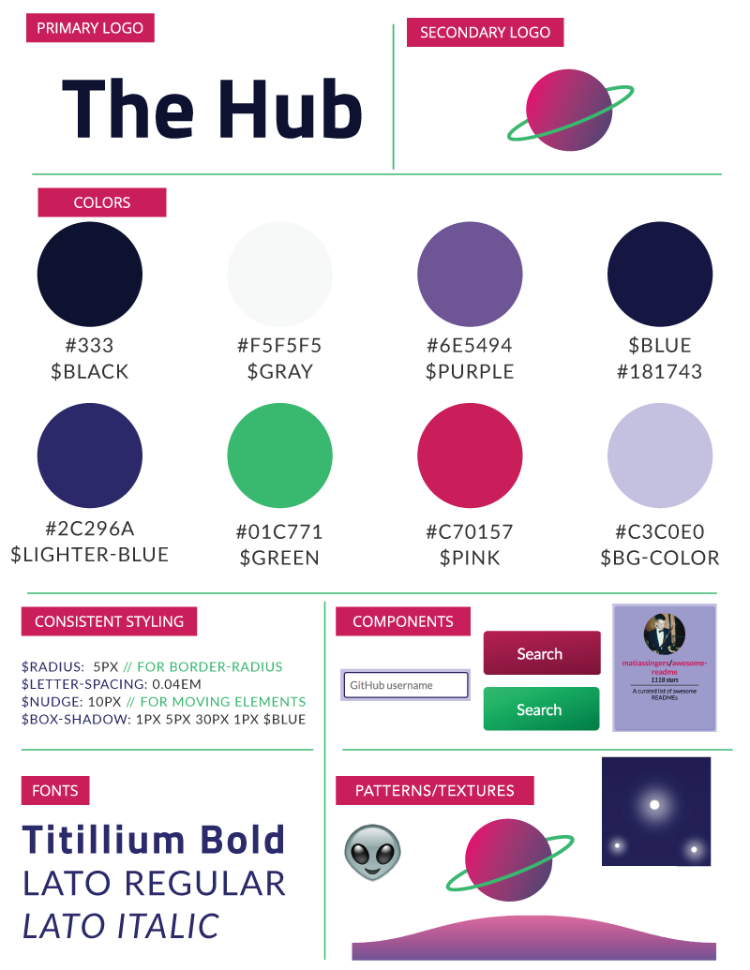 PRIMARY LOGO
SECONDARY LOGO
The Hub
COLORS
#333
$BLACK
#F5F5F5
$GRAY
#6E5494
$PURPLE
$BLUE
#181743
#2C296A
$LIGHTER-BLUE
#01C771
$GREEN
#C70157
$PINK
#C3C0E0
$BG-COLOR
CONSISTENT STYLING
$RADIUS: 5PX // FOR BORDER-RADIUS
$LETTER-SPACING: 0.04EM
$NUDGE: 10PX // FOR MOVING ELEMENTS
$BOX-SHADOW: 1PX 5PX 30PX 1PX $BLUE
COMPONENTS
GitHub username
Search
Search
matiassingers/awesome-
readme
1118 stars
A curated list of awesome
READMEs
FONTS
Titillium Bold
LATO REGULAR
LATO ITALIC
PATTERNS/TEXTURES